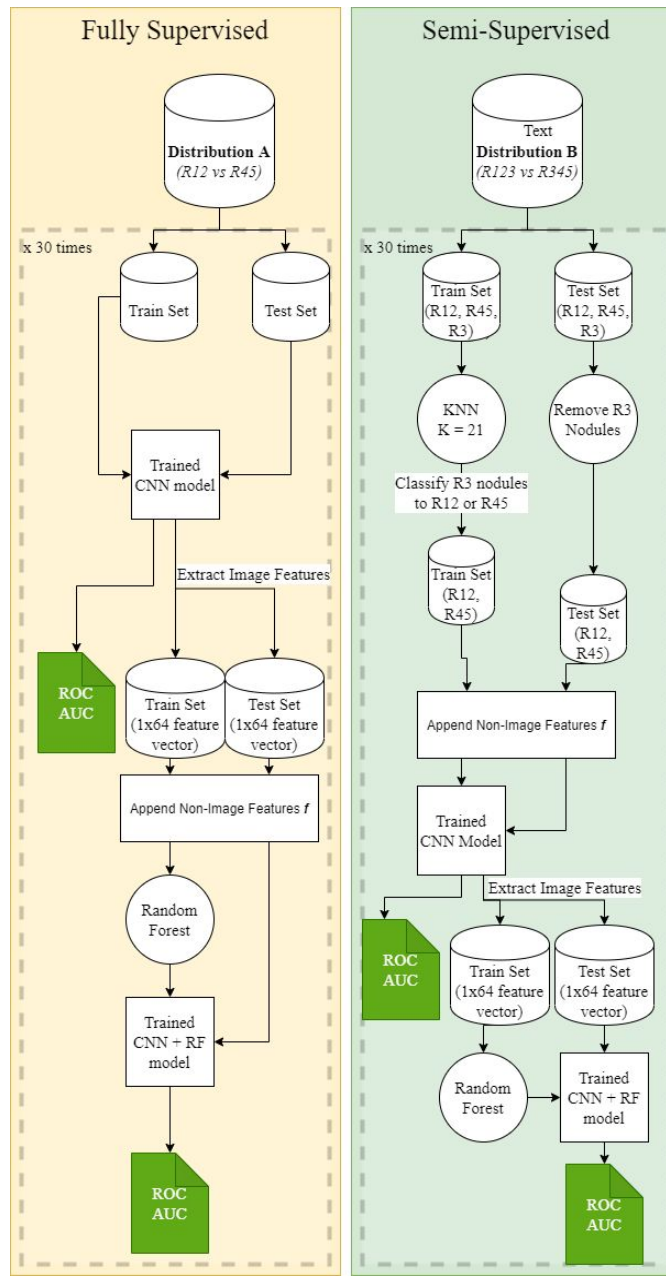 Fully Supervised
Distribution A
(R12 vs R45)
x 30 times
Train Set
Test Set
Trained
CNN model
Extract Image Features
ROC
AUC
Train Set
(1x64 feature
vector)
Test Set
(1x64 feature
vector)
Append Non-Image Features f
Random
Forest
Trained
CNN + RF
model
ROC
AUC
Semi-Supervised
Text
Distribution B
(R123 vs R345)
x 30 times
Train Set
(R12, R45,
R3)
Test Set
(R12, R45,
R3)
KNN
K = 21
Remove R3
Nodules
Classify R3 nodules
to R12 or R45
Train Set
(R12,
R45)
Test Set
(R12,
R45)
Append Non-Image Features f
Trained
CNN Model
Extract Image Features
ROC
AUC
Train Set
(1x64 feature
vector)
Test Set
(1x64 feature
vector)
Random
Forest
Trained
CNN + RF
model
ROC
AUC